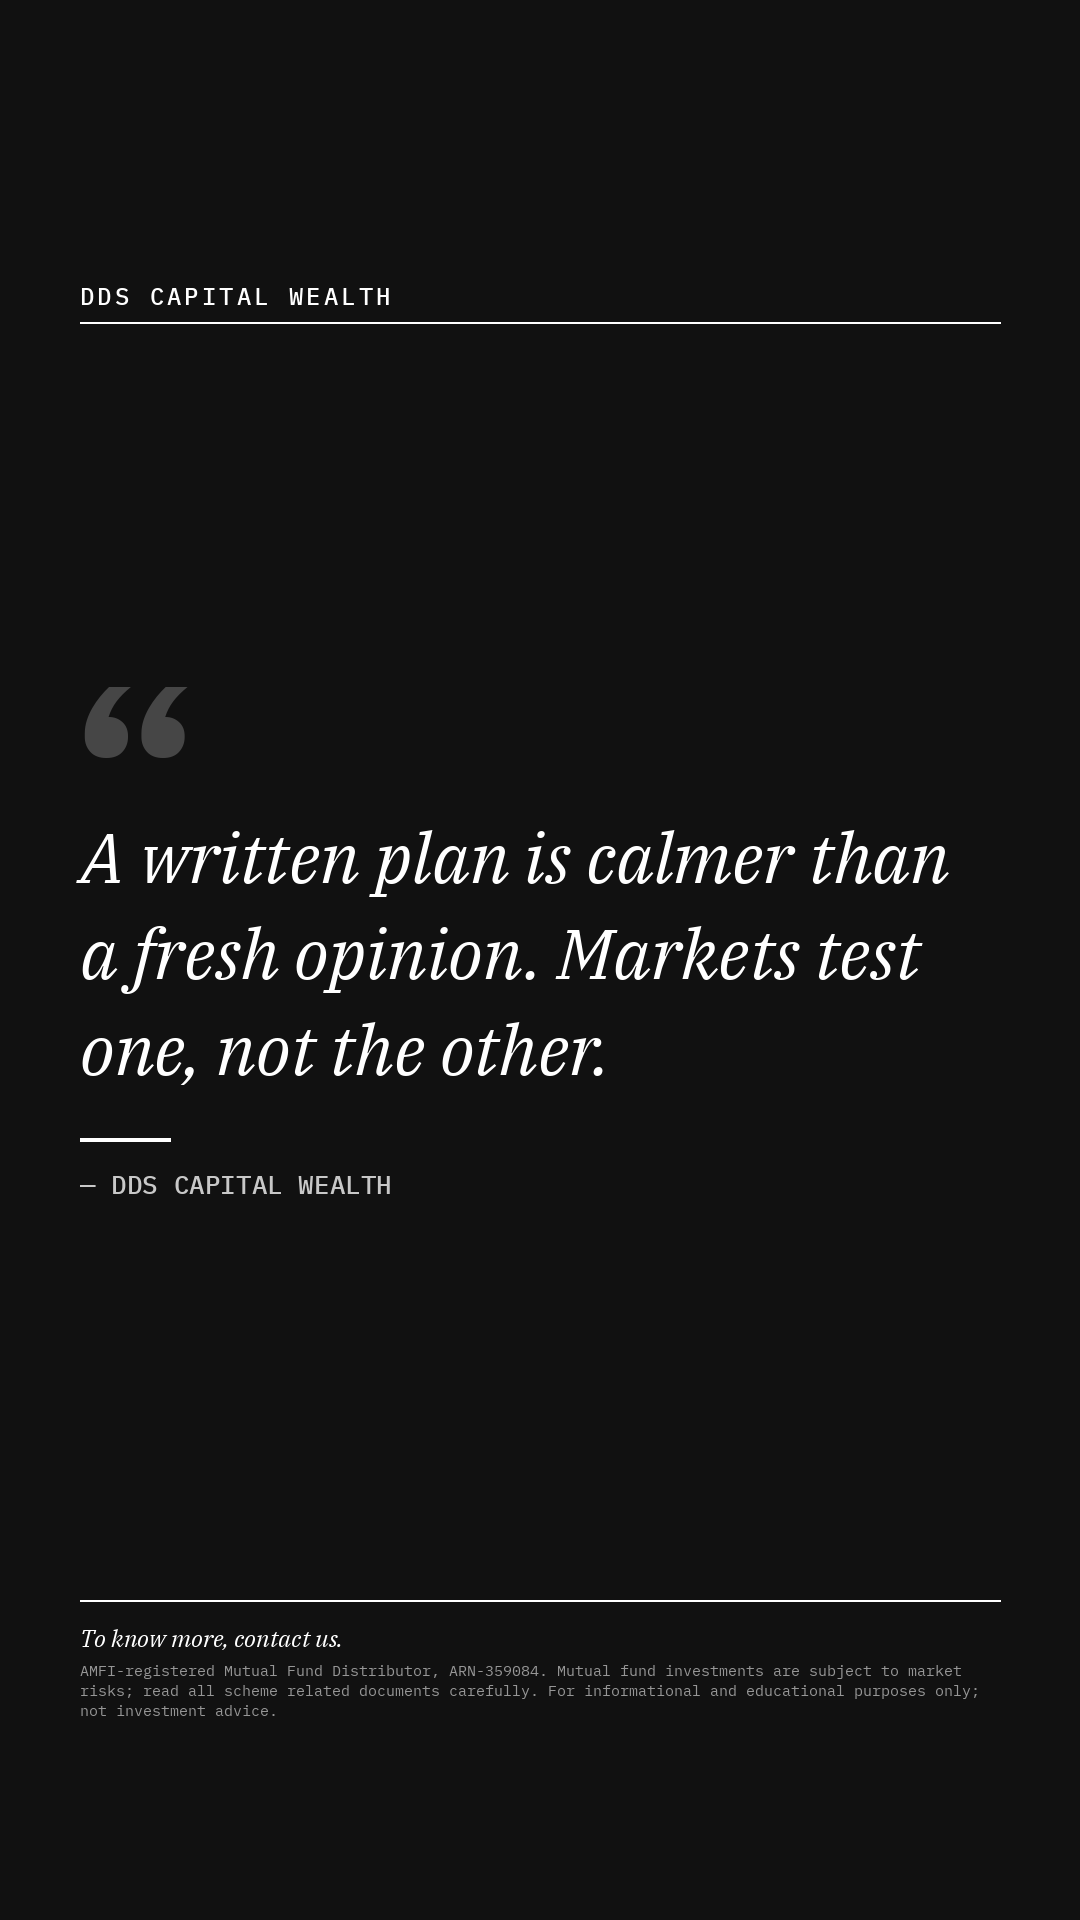 DDS CAPITAL WEALTH
“
A written plan is calmer than
a fresh opinion. Markets test
one, not the other.
— DDS CAPITAL WEALTH
To know more, contact us.
AMFI-registered Mutual Fund Distributor, ARN-359084. Mutual fund investments are subject to market
risks; read all scheme related documents carefully. For informational and educational purposes only;
not investment advice.